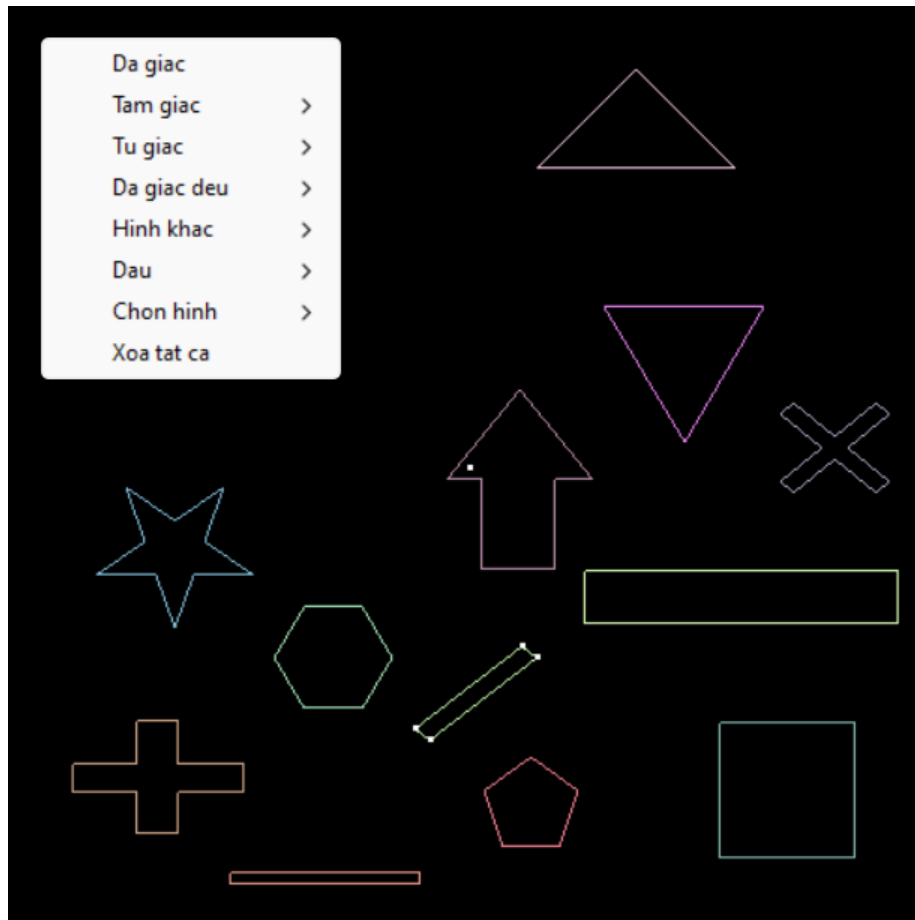 Da giac
Tam giac
Tu giac
Da giac deu
Hinh khac
Dau
Chon hinh
Xoa tat ca